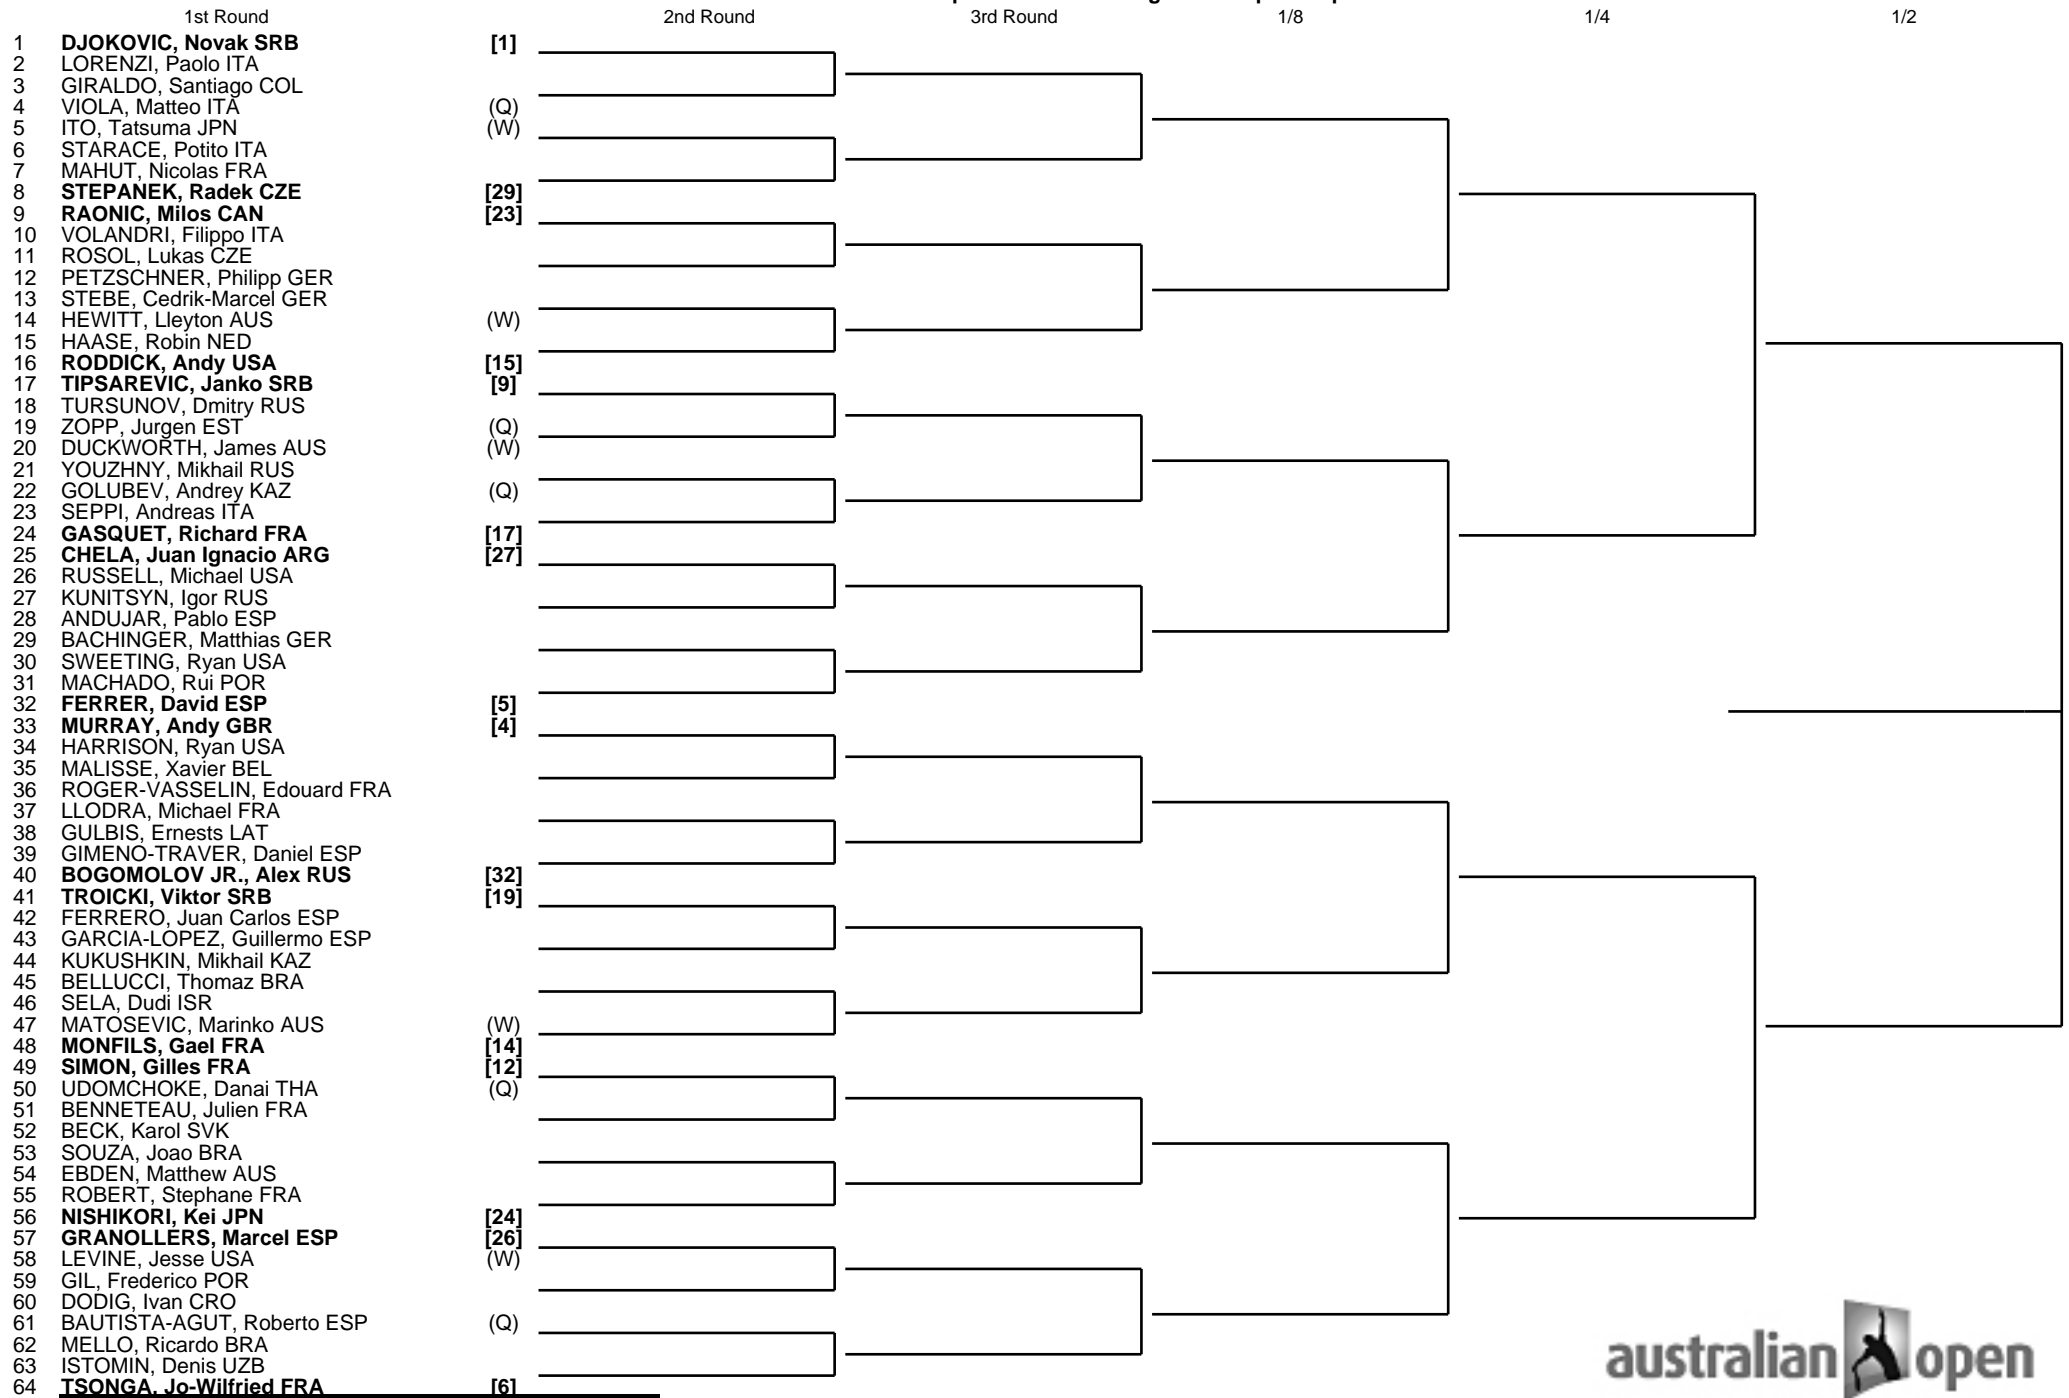 1st Round 2nd Round 3rd Round 1/8 1/4 1/2
1 DJOKOVIC, Novak SRB [1]
2 LORENZI, Paolo ITA
3 GIRALDO, Santiago COL
4 VIOLA, Matteo ITA (Q)
5 ITO, Tatsuma JPN (W)
6 STARACE, Potito ITA
7 MAHUT, Nicolas FRA
8 STEPANEK, Radek CZE [29]
9 RAONIC, Milos CAN [23]
10 VOLANDRI, Filippo ITA
11 ROSOL, Lukas CZE
12 PETZSCHNER, Philipp GER
13 STEBE, Cedrik-Marcel GER
14 HEWITT, Lleyton AUS (W)
15 HAASE, Robin NED
16 RODDICK, Andy USA [15]
17 TIPSAREVIC, Janko SRB [9]
18 TURSUNOV, Dmitry RUS
19 ZOPP, Jurgen EST (Q)
20 DUCKWORTH, James AUS (W)
21 YOUZHNY, Mikhail RUS
22 GOLUBEV, Andrey KAZ (Q)
23 SEPPI, Andreas ITA
24 GASQUET, Richard FRA [17]
25 CHELA, Juan Ignacio ARG [27]
26 RUSSELL, Michael USA
27 KUNITSYN, Igor RUS
28 ANDUJAR, Pablo ESP
29 BACHINGER, Matthias GER
30 SWEETING, Ryan USA
31 MACHADO, Rui POR
32 FERRER, David ESP [5]
33 MURRAY, Andy GBR [4]
34 HARRISON, Ryan USA
35 MALISSE, Xavier BEL
36 ROGER-VASSELIN, Edouard FRA
37 LLODRA, Michael FRA
38 GULBIS, Ernests LAT
39 GIMENO-TRAVER, Daniel ESP
40 BOGOMOLOV JR., Alex RUS [32]
41 TROICKI, Viktor SRB [19]
42 FERRERO, Juan Carlos ESP
43 GARCIA-LOPEZ, Guillermo ESP
44 KUKUSHKIN, Mikhail KAZ
45 BELLUCCI, Thomaz BRA
46 SELA, Dudi ISR
47 MATOSEVIC, Marinko AUS (W)
48 MONFILS, Gael FRA [14]
49 SIMON, Gilles FRA [12]
50 UDOMCHOKE, Danai THA (Q)
51 BENNETEAU, Julien FRA
52 BECK, Karol SVK
53 SOUZA, Joao BRA
54 EBDEN, Matthew AUS
55 ROBERT, Stephane FRA
56 NISHIKORI, Kei JPN [24]
57 GRANOLLERS, Marcel ESP [26]
58 LEVINE, Jesse USA (W)
59 GIL, Frederico POR
60 DODIG, Ivan CRO
61 BAUTISTA-AGUT, Roberto ESP (Q)
62 MELLO, Ricardo BRA
63 ISTOMIN, Denis UZB
64 TSONGA, Jo-Wilfried FRA [6]
australian open